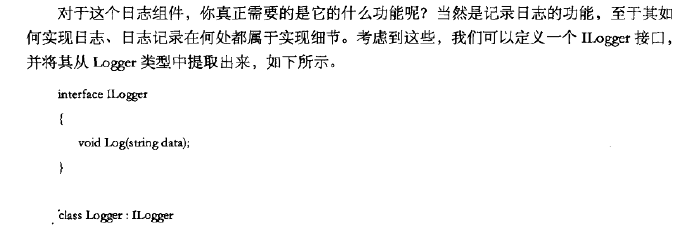 对于这个日志组件，你真正需要的是它的什么功能呢？当然是记录日志的功能，至于其如
何实现日志、日志记录在何处都属于实现细节。考虑到这些，我们可以定义一个 ILogger 接口，
并将其从 Logger 类型中提取出来，如下所示。
interface ILogger
{
void Log(string data);
}
class Logger : ILogger